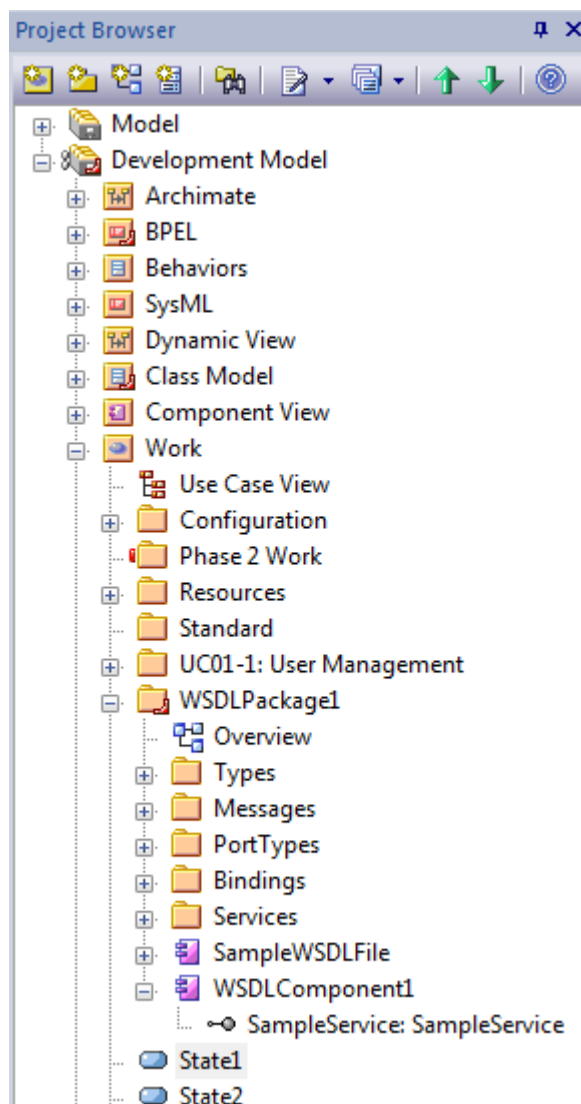 Project Browser
Model
Development Model
Archimate
BPEL
Behaviors
SysML
Dynamic View
Class Model
Component View
Work
Use Case View
Configuration
Phase 2 Work
Resources
Standard
UC01-1: User Management
WSDLPackage1
Overview
Types
Messages
PortTypes
Bindings
Services
SampleWSDLFile
WSDLComponent1
SampleService: SampleService
State1
State2